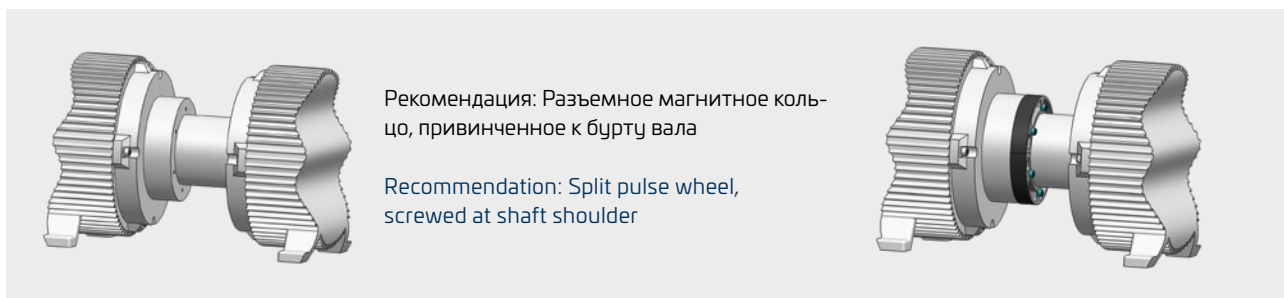 Рекомендация: Разъемное магнитное коль-
цо, привинченное к бурту вала
Recommendation: Split pulse wheel,
screwed at shaft shoulder